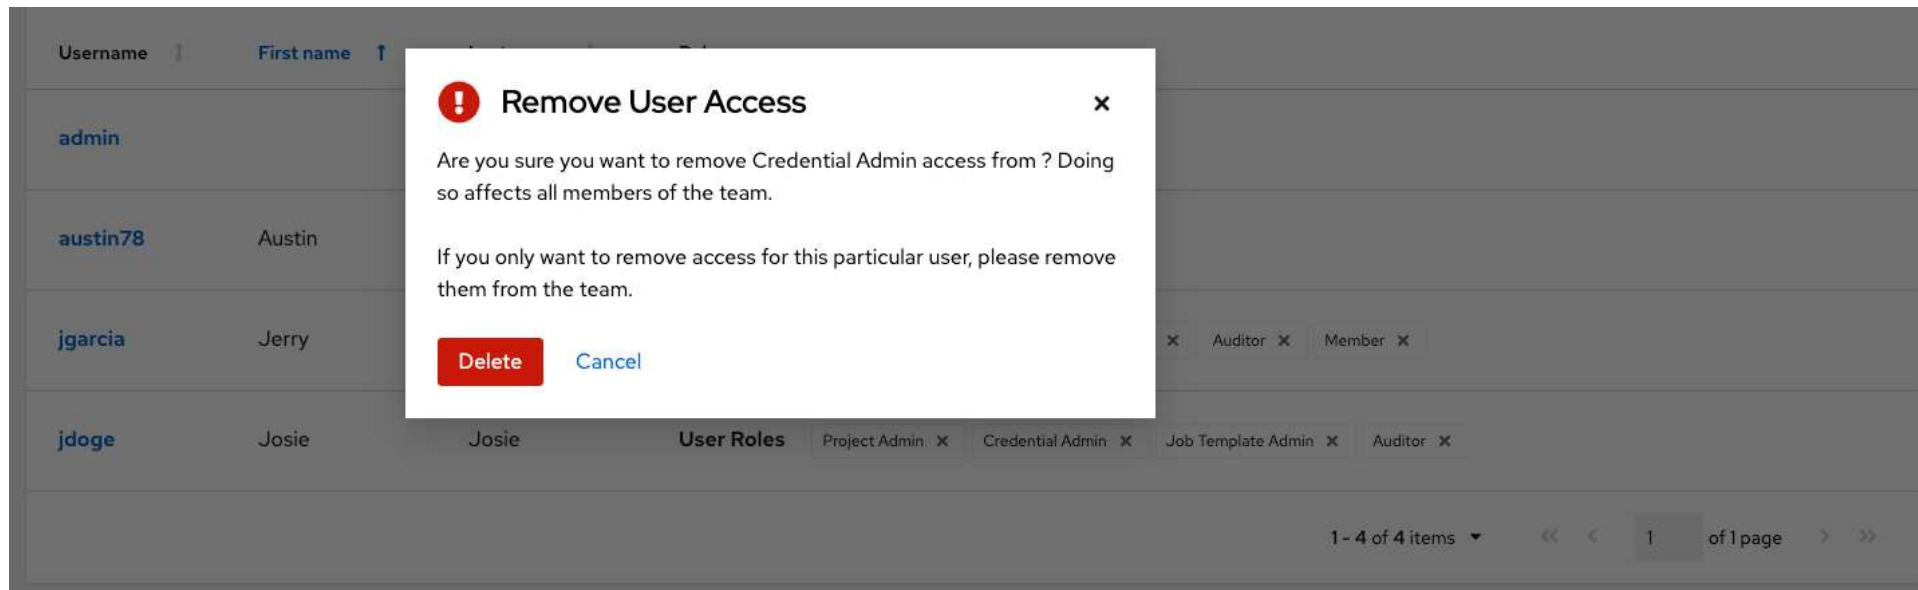 Username First name
Remove User Access
Are you sure you want to remove Credential Admin access from ? Doing
so affects all members of the team.
If you only want to remove access for this particular user, please remove
them from the team.
Delete Cancel
admin
austin78 Austin
jgarcia Jerry Auditor Member
jdoge Josie Josie User Roles Project Admin Credential Admin Job Template Admin Auditor
1 - 4 of 4 items 1 of 1 page